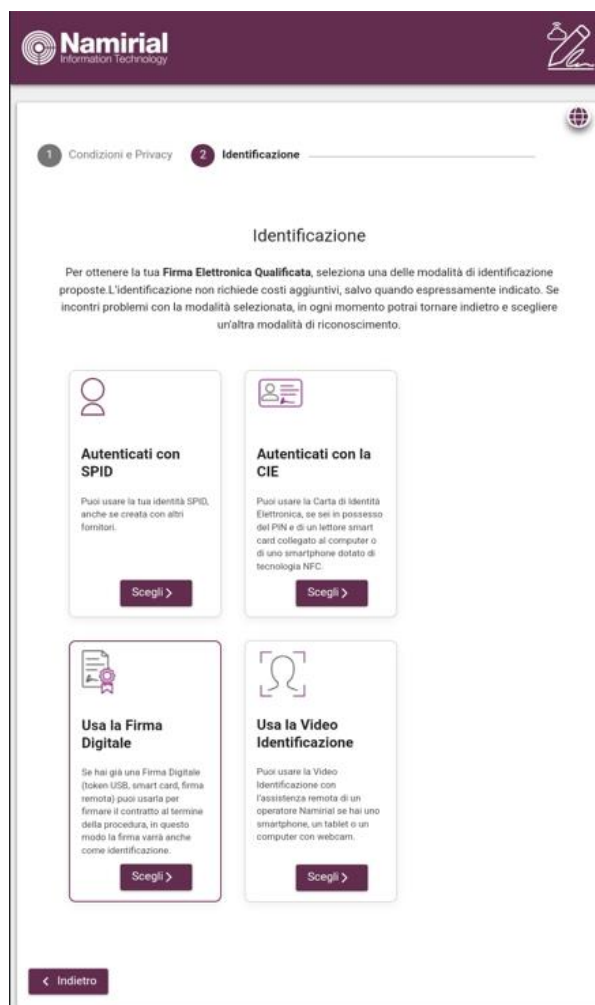 Namirial
Information Technology
1 Condizioni e Privacy 2 Identificazione
Identificazione
Per ottenere la tua Firma Elettronica Qualificata, seleziona una delle modalità di identificazione
proposte.L'identificazione non richiede costi aggiuntivi, salvo quando espressamente indicato. Se
incontri problemi con la modalità selezionata, in ogni momento potrai tornare indietro e scegliere
un'altra modalità di riconoscimento.
Autenticati con
SPID
Puoi usare la tua identità SPID,
anche se creata con altri
fornitori.
Scegli
Autenticati con la
CIE
Puoi usare la Carta di Identità
Elettronica, se sei in possesso
del PIN e di un lettore smart
card collegato al computer o
di uno smartphone dotato di
tecnologia NFC.
Scegli
Usa la Firma
Digitale
Se hai già una Firma Digitale
(token USB, smart card, firma
remota) puoi usarla per
firmare il contratto al termine
della procedura, in questo
modo la firma varrà anche
come identificazione.
Scegli
Usa la Video
Identificazione
Puoi usare la Video
Identificazione con
l'assistenza remota di un
operatore Namirial se hai uno
smartphone, un tablet o un
computer con webcam.
Scegli
Indietro